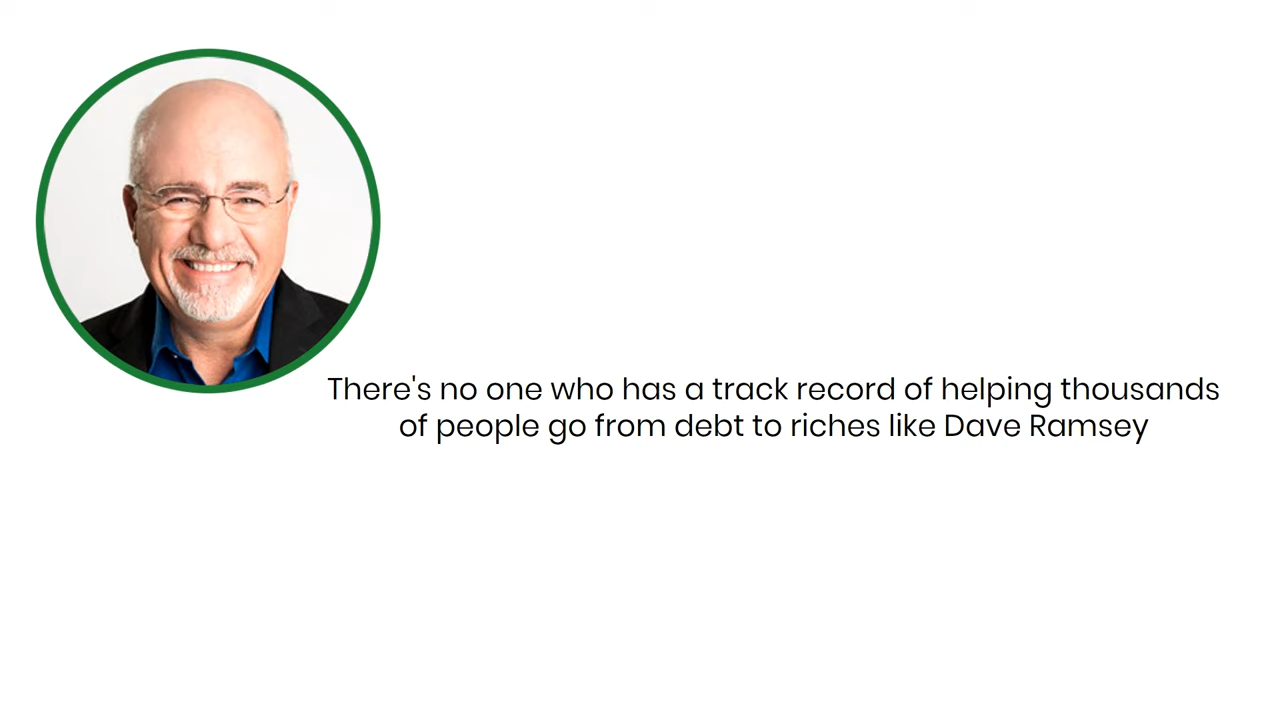 There's no one who has a track record of helping thousands
of people go from debt to riches like Dave Ramsey